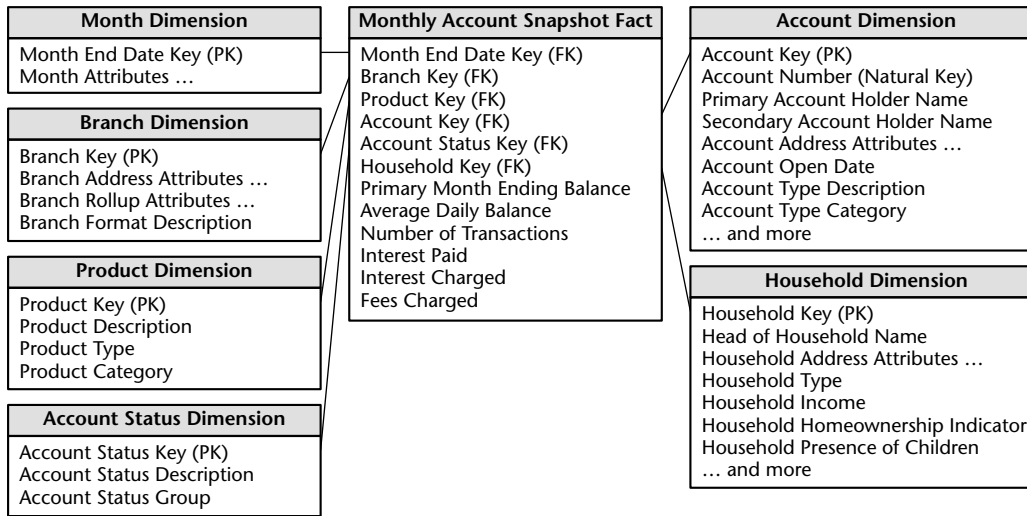 Month Dimension
Month End Date Key (PK)
Month Attributes …
Branch Dimension
Branch Key (PK)
Branch Address Attributes …
Branch Rollup Attributes …
Branch Format Description
Product Dimension
Product Key (PK)
Product Description
Product Type
Product Category
Account Status Dimension
Account Status Key (PK)
Account Status Description
Account Status Group
Monthly Account Snapshot Fact
Month End Date Key (FK)
Branch Key (FK)
Product Key (FK)
Account Key (FK)
Account Status Key (FK)
Household Key (FK)
Primary Month Ending Balance
Average Daily Balance
Number of Transactions
Interest Paid
Interest Charged
Fees Charged
Account Dimension
Account Key (PK)
Account Number (Natural Key)
Primary Account Holder Name
Secondary Account Holder Name
Account Address Attributes …
Account Open Date
Account Type Description
Account Type Category
… and more
Household Dimension
Household Key (PK)
Head of Household Name
Household Address Attributes …
Household Type
Household Income
Household Homeownership Indicator
Household Presence of Children
… and more